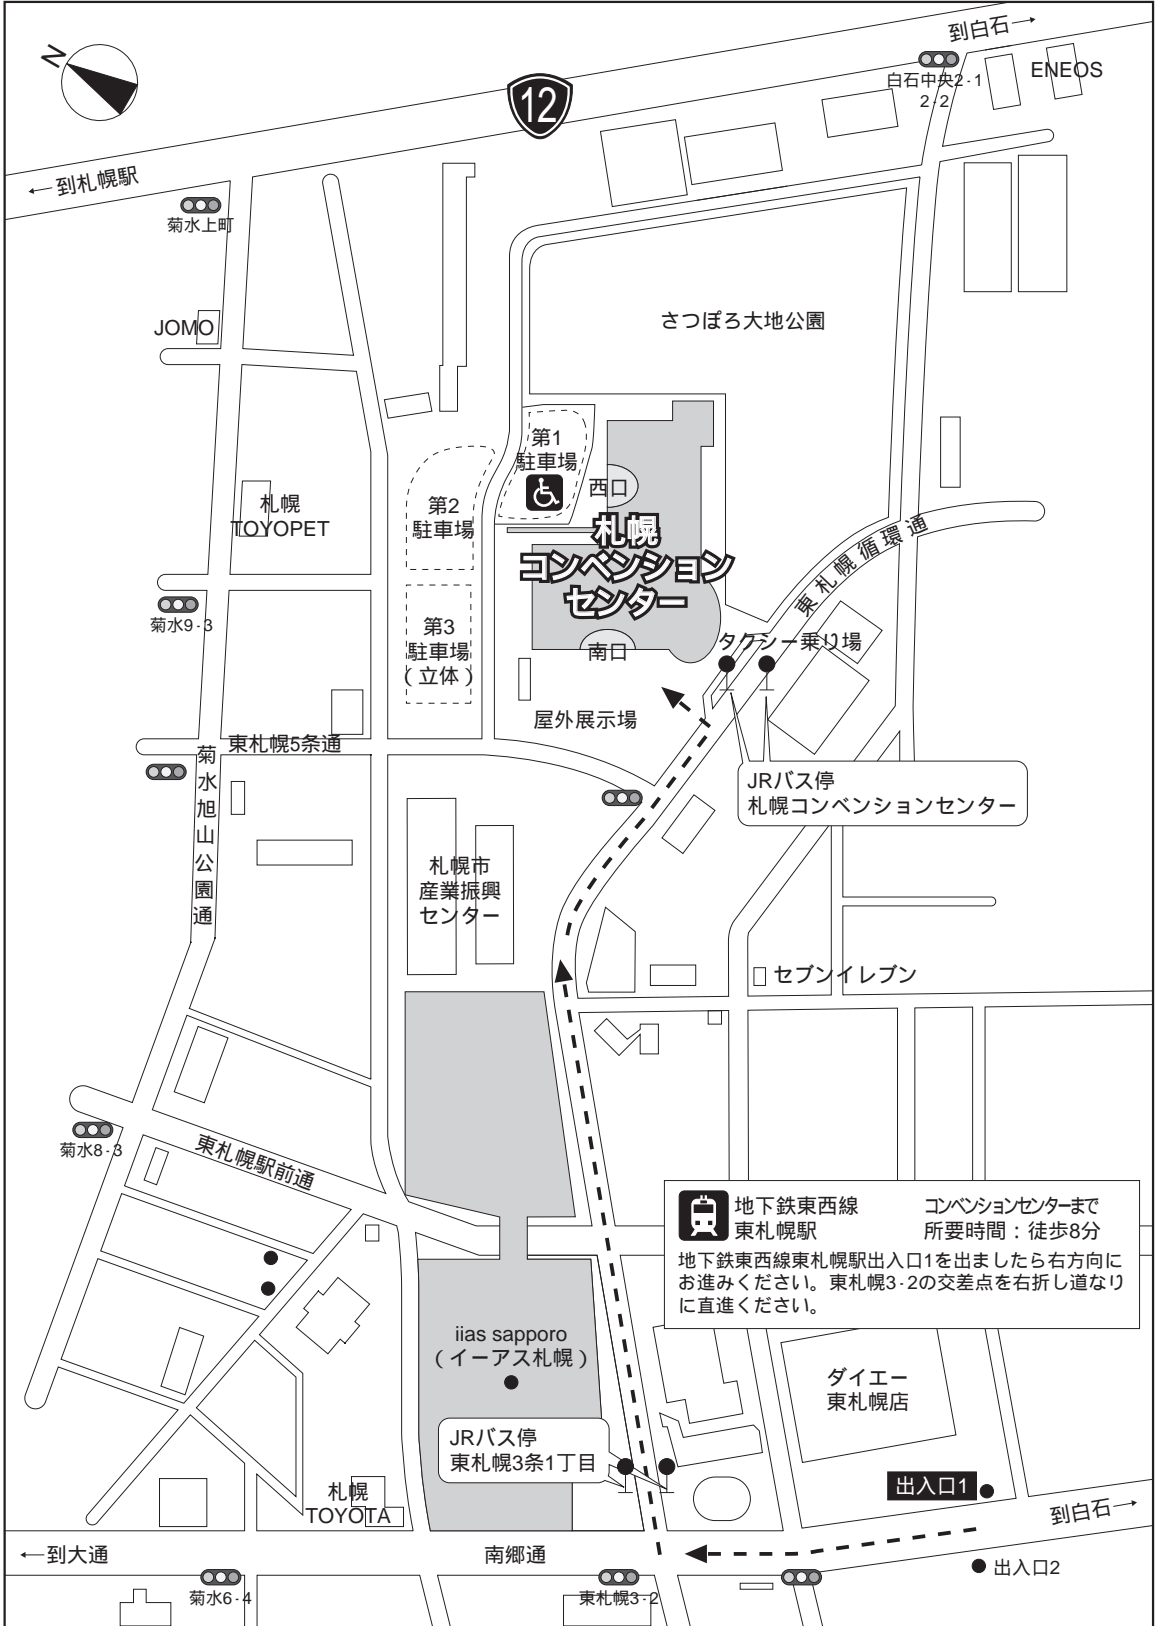 到白石→
N
白石中央2-1
2-2
ENEOS
12
←到札幌駅
菊水上町
JOMO
さつぽろ大地公園
第1
駐車場
西口
第2
駐車場
札幌
TOYOPET
札幌
コンベンション
センター
東札幌循環通
菊水9-3
第3
駐車場
(立体)
南口
タクシー乗り場
屋外展示場
東札幌5条通
菊水旭山公園通
JRバス停
札幌コンベンションセンター
札幌市
産業振興
センター
セブンイレブン
菊水8-3
東札幌駅前通
地下鉄東西線
東札幌駅
コンベンションセンターまで
所要時間：徒歩8分
地下鉄東西線東札幌駅出入口1を出ましたら右方向に
お進みください。東札幌3-2の交差点を右折し道なり
に直進ください。
iias sapporo
(イーアス札幌)
ダイエー
東札幌店
JRバス停
東札幌3条1丁目
札幌
TOYOTA
出入口1
到白石→
←到大通
南郷通
出入口2
菊水6-4
東札幌3-2